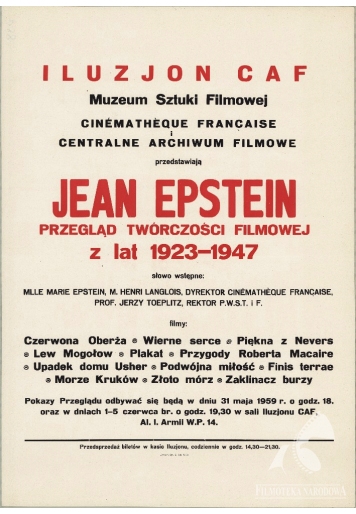 ILUZJON CAF
Muzeum Sztuki Filmowej
CINÉMATHÈQUE FRANÇAISE
i
CENTRALNE ARCHIWUM FILMOWE
przedstawiają
JEAN EPSTEIN
PRZEGLĄD TWÓRCZOŚCI FILMOWEJ
z lat 1923—1947
słowo wstępne:
MLLE MARIE EPSTEIN, M. HENRI LANGLOIS, DYREKTOR CINÉMATHÈQUE FRANÇAISE,
PROF. JERZY TOEPLITZ, REKTOR P.W.S.T. i F.
filmy:
Czerwona Oberża ● Wierne serce ● Piękna z Nevers
● Lew Mogołow ● Plakat ● Przygody Roberta Macaire
● Upadek domu Usher ● Podwójna miłość ● Finis terrae
● Morze Kruków ● Złoto mórz ● Zaklinacz burzy
Pokazy Przeglądu odbywać się będą w dniu 31 maja 1959 r. o godz. 18.
oraz w dniach 1—5 czerwca br. o godz. 19,30 w sali Iluzjonu CAF,
Al. I. Armii W.P. 14.
Przedsprzedaż biletów w kasie Iluzjonu, codziennie w godz. 14,30—21,30.
FILMOTEKA NARODOWA